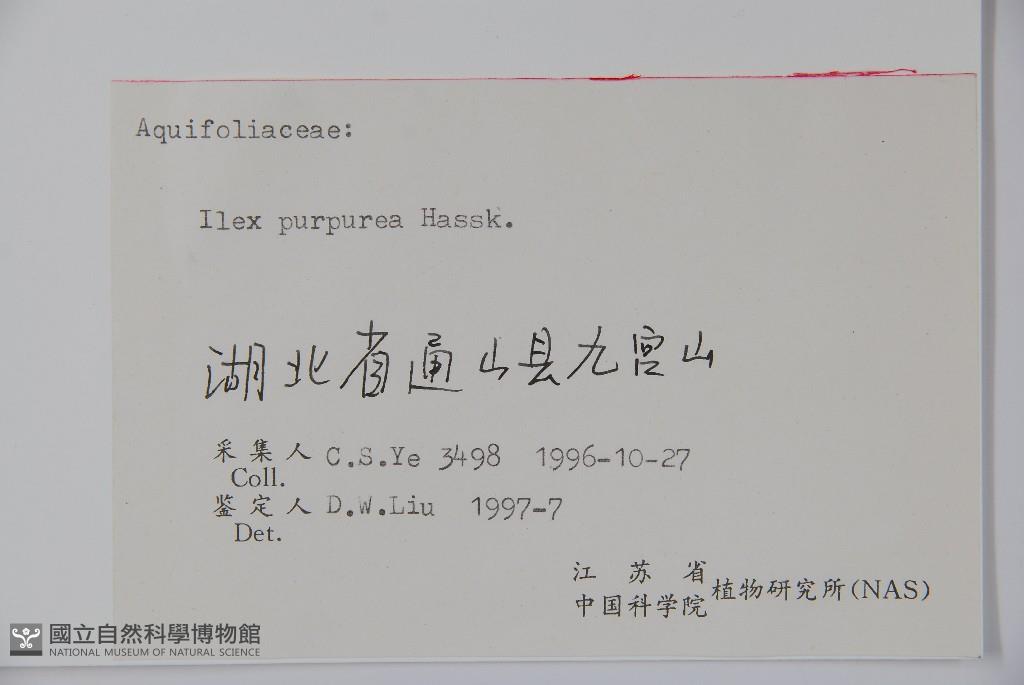 Aquifoliaceae:
Ilex purpurea Hassk.
湖北省通山县九宫山
采集人 C.S.Ye 3498 1996-10-27
Coll.
鉴定人 D.W.Liu 1997-7
Det.
江苏省
中国科学院 植物研究所(NAS)
國立自然科學博物館
NATIONAL MUSEUM OF NATURAL SCIENCE